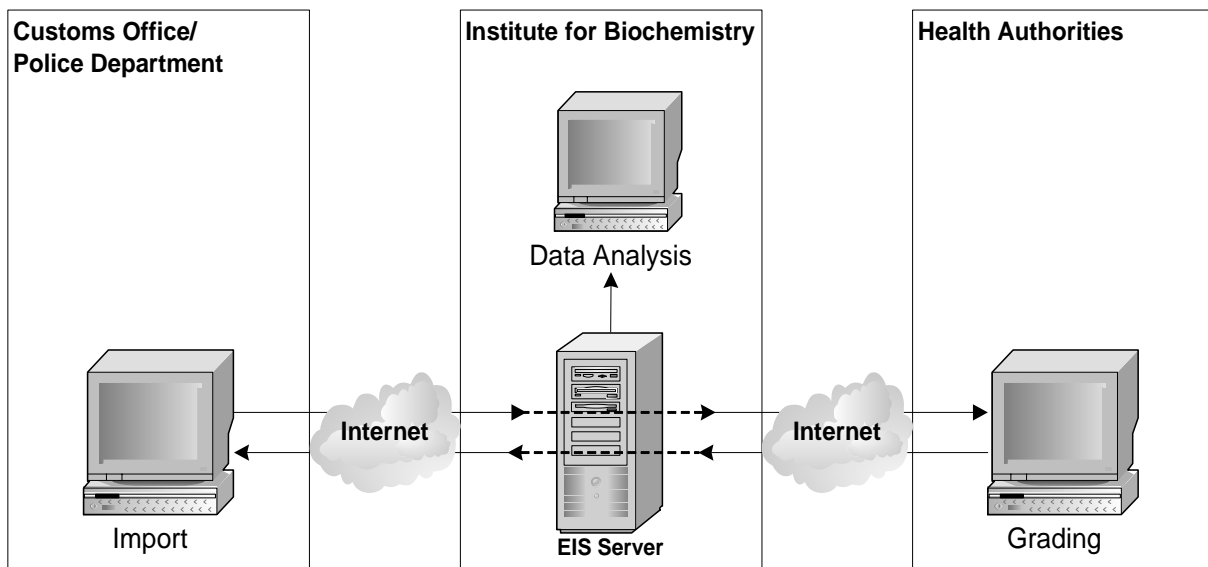 Customs Office/
Police Department
Institute for Biochemistry
Health Authorities
Data Analysis
Internet
Internet
Import
EIS Server
Grading